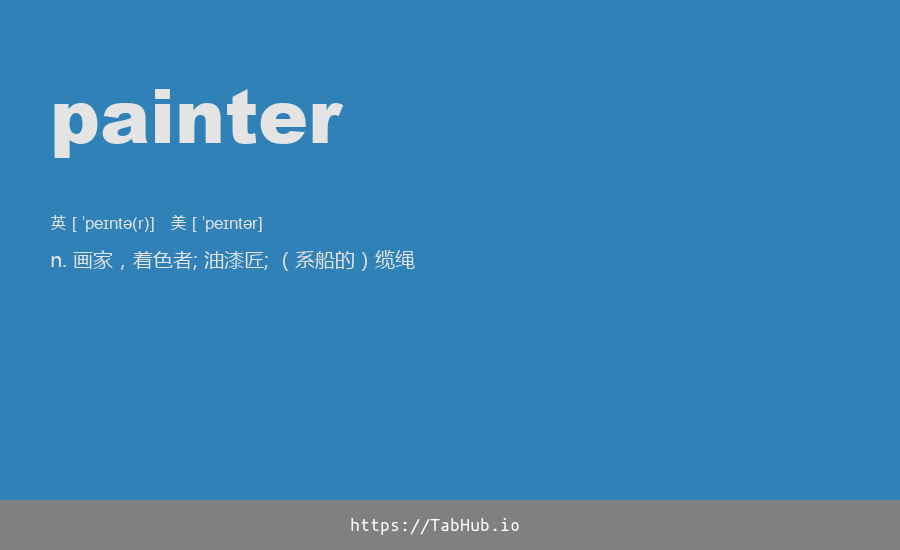 painter
英 [ ˈpeɪntə(r)] 美 [ ˈpeɪntər]
n. 画家，着色者; 油漆匠; （系船的）缆绳
https://TabHub.io